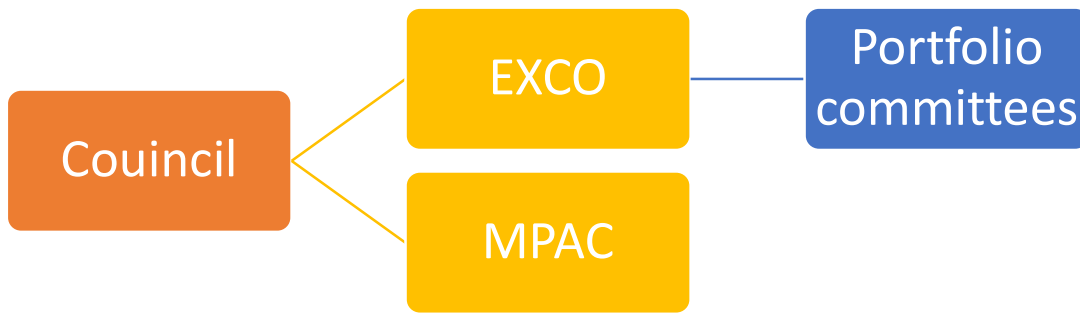 Couincil
EXCO
MPAC
Portfolio
committees